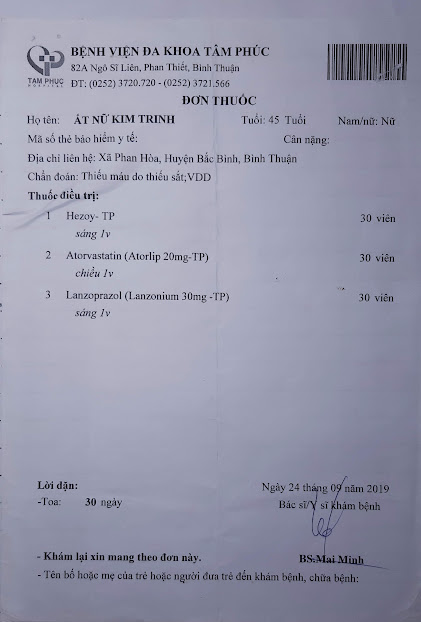 BỆNH VIỆN ĐA KHOA TÂM PHÚC
82A Ngô Sĩ Liên, Phan Thiết, Bình Thuận
TAM PHUC
HOSPITAL
ĐT: (0252) 3720.720 - (0252) 3721.566
ĐƠN THUỐC
Họ tên: ÁT NỮ KIM TRINH Tuổi: 45 Tuổi Nam/nữ: Nữ
Mã số thẻ bảo hiểm y tế: Cân nặng:
Địa chỉ liên hệ: Xã Phan Hòa, Huyện Bắc Bình, Bình Thuận
Chẩn đoán: Thiếu máu do thiếu sắt;VDD
Thuốc điều trị:
1 Hezoy- TP 30 viên
sáng 1v
2 Atorvastatin (Atorlip 20mg-TP) 30 viên
chiều 1v
3 Lanzoprazol (Lanzonium 30mg -TP) 30 viên
sáng 1v
Lời dặn: Ngày 24 tháng 09 năm 2019
-Toa: 30 ngày Bác sĩ/Y sĩ khám bệnh
- Khám lại xin mang theo đơn này. BS:Mai Minh
- Tên bố hoặc mẹ của trẻ hoặc người đưa trẻ đến khám bệnh, chữa bệnh: